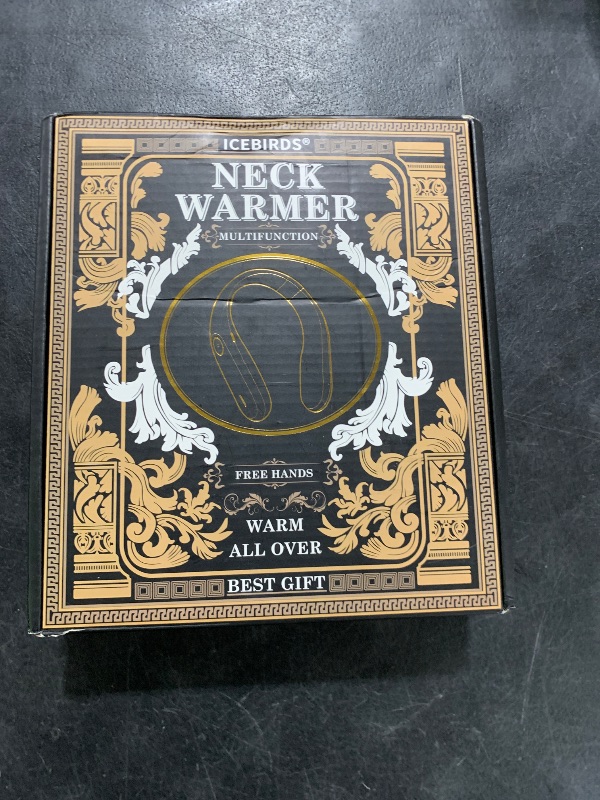 ICEBIRDS®
NECK
WARMER
MULTIFUNCTION
FREE HANDS
WARM
ALL OVER
BEST GIFT